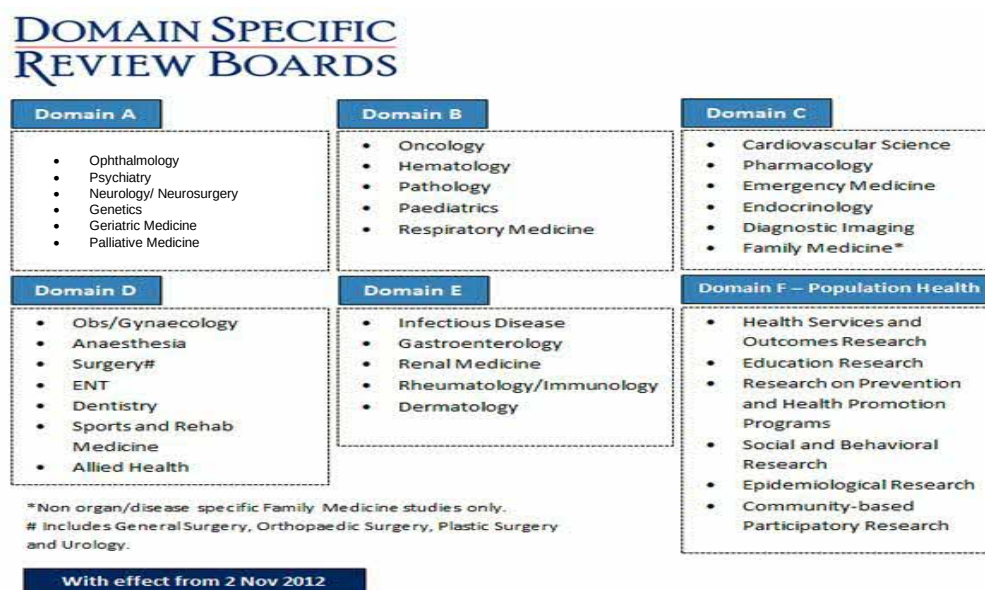 DOMAIN SPECIFIC
REVIEW BOARDS
Domain A
• Ophthalmology
• Psychiatry
• Neurology/ Neurosurgery
• Genetics
• Geriatric Medicine
• Palliative Medicine
Domain B
• Oncology
• Hematology
• Pathology
• Paediatrics
• Respiratory Medicine
Domain C
• Cardiovascular Science
• Pharmacology
• Emergency Medicine
• Endocrinology
• Diagnostic Imaging
• Family Medicine*
Domain D
• Obs/Gynaecology
• Anaesthesia
• Surgery#
• ENT
• Dentistry
• Sports and Rehab
Medicine
• Allied Health
Domain E
• Infectious Disease
• Gastroenterology
• Renal Medicine
• Rheumatology/Immunology
• Dermatology
Domain F – Population Health
• Health Services and
Outcomes Research
• Education Research
• Research on Prevention
and Health Promotion
Programs
• Social and Behavioral
Research
• Epidemiological Research
• Community-based
Participatory Research
*Non organ/disease specific Family Medicine studies only.
# Includes General Surgery, Orthopaedic Surgery, Plastic Surgery
and Urology.
With effect from 2 Nov 2012